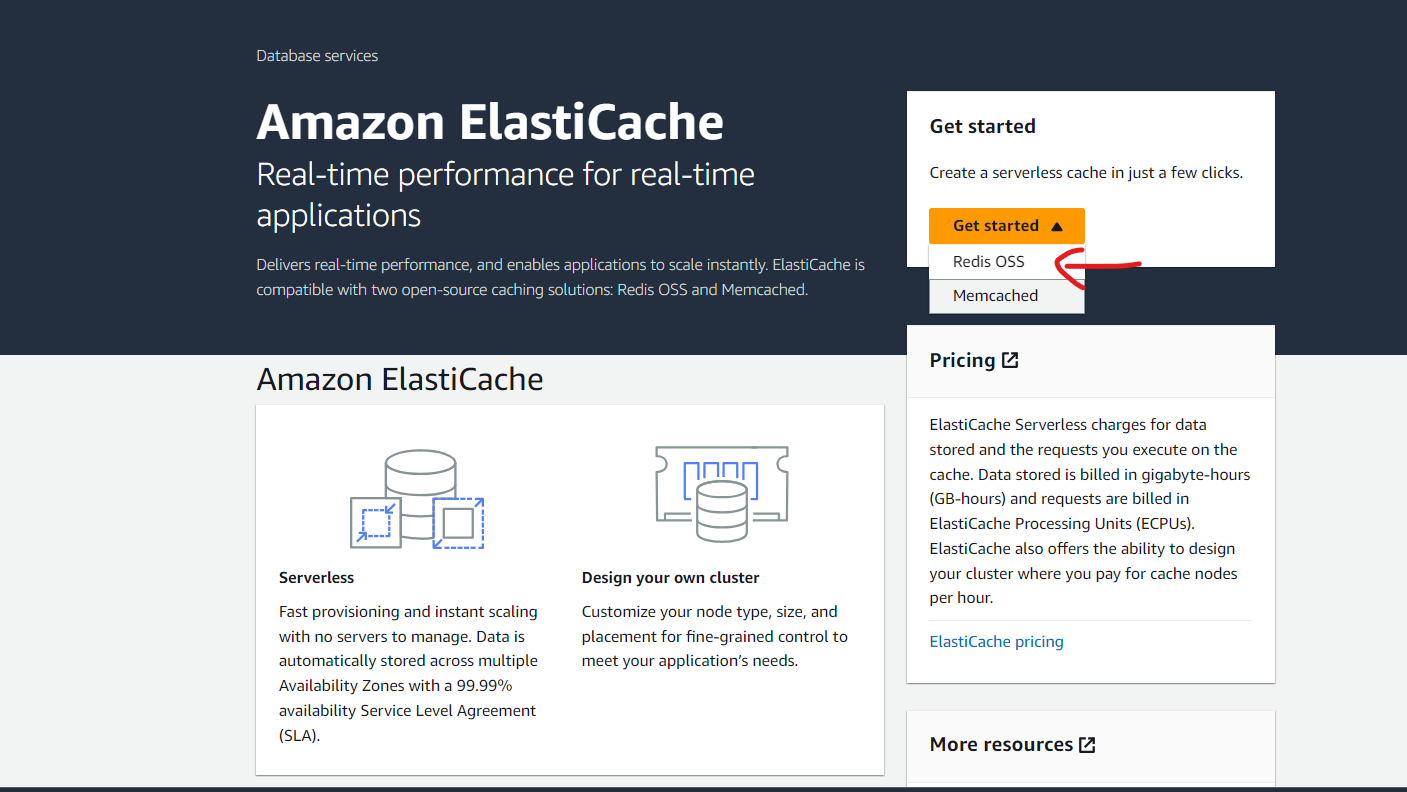 Database services
Amazon ElastiCache
Real-time performance for real-time
applications
Delivers real-time performance, and enables applications to scale instantly. ElastiCache is
compatible with two open-source caching solutions: Redis OSS and Memcached.
Get started
Create a serverless cache in just a few clicks.
Get started
Redis OSS
Memcached
Amazon ElastiCache
Serverless
Fast provisioning and instant scaling
with no servers to manage. Data is
automatically stored across multiple
Availability Zones with a 99.99%
availability Service Level Agreement
(SLA).
Design your own cluster
Customize your node type, size, and
placement for fine-grained control to
meet your application’s needs.
Pricing
ElastiCache Serverless charges for data
stored and the requests you execute on the
cache. Data stored is billed in gigabyte-hours
(GB-hours) and requests are billed in
ElastiCache Processing Units (ECPUs).
ElastiCache also offers the ability to design
your cluster where you pay for cache nodes
per hour.
ElastiCache pricing
More resources